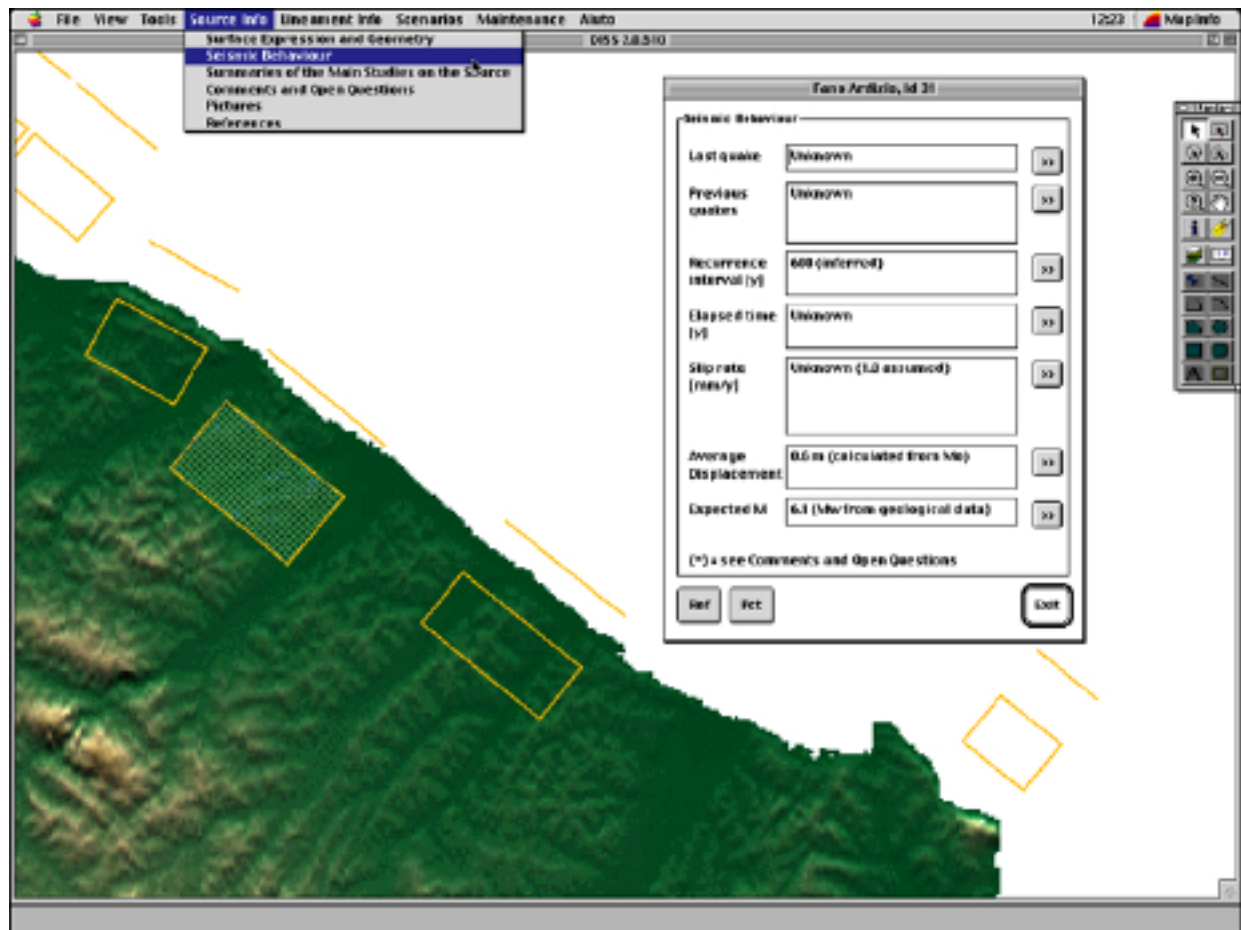 File View Tools Source Info Lineament Info Scenarios Maintenance Aiuto 12:23 MapInfo
DISS 2.0.510
Surface Expression and Geometry
Seismic Behaviour
Summaries of the Main Studies on the Source
Comments and Open Questions
Pictures
References
Fano Ardizio, Id 31
Seismic Behaviour
Last quake Unknown >>
Previous Unknown >>
quakes
Recurrence 600 (inferred) >>
interval (y)
Elapsed time Unknown >>
(y)
Slip rate Unknown (1.0 assumed) >>
(mm/y)
Average 0.6 m (calculated from Mo) >>
Displacement
Expected M 6.1 (Mw from geological data) >>
(*) = see Comments and Open Questions
Ref Pct Exit